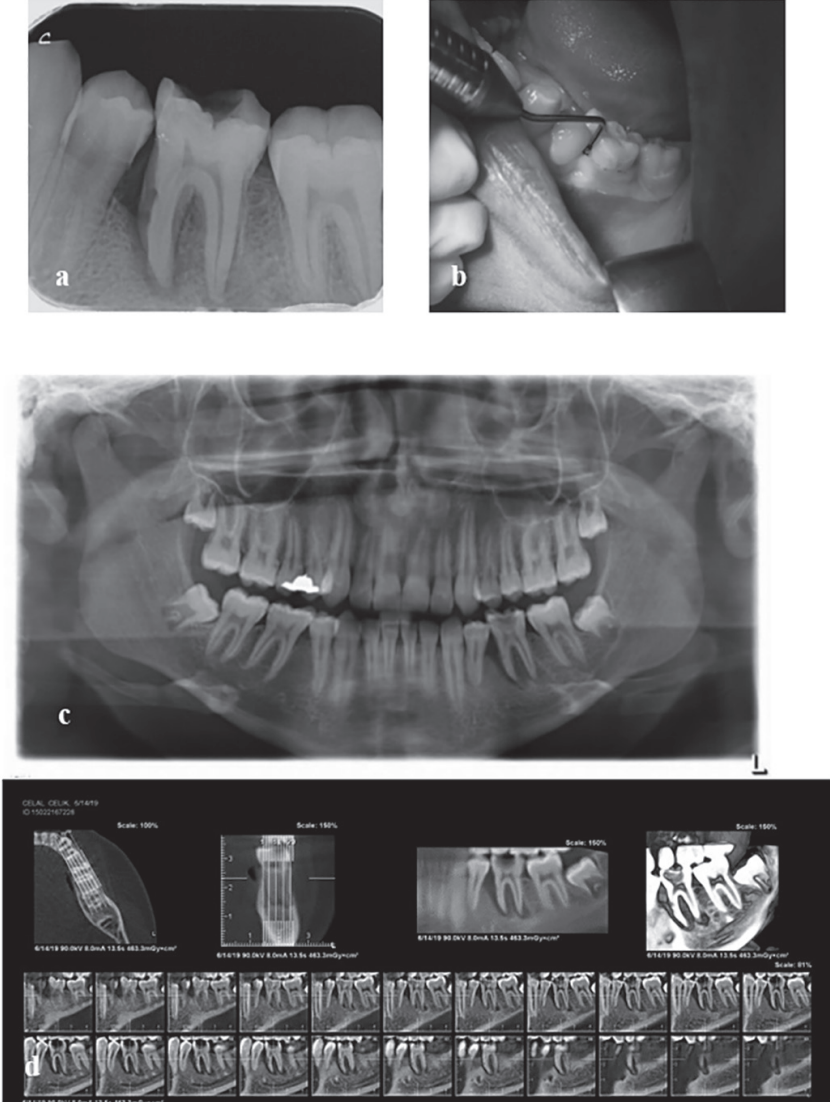 c
a
b
c
L
CELAL CELIK, 6/14/19
ID
Scale: 100%
Scale: 150%
Scale: 150%
Scale: 150%
6/14/19 90.0kV 8.0mA 13.5s 463.3mGy×cm²
6/14/19 90.0kV 8.0mA 13.5s 463.3mGy×cm²
6/14/19 90.0kV 8.0mA 13.5s 463.3mGy×cm²
6/14/19 90.0kV 8.0mA 13.5s 463.3mGy×cm²
Scale: 81%
d